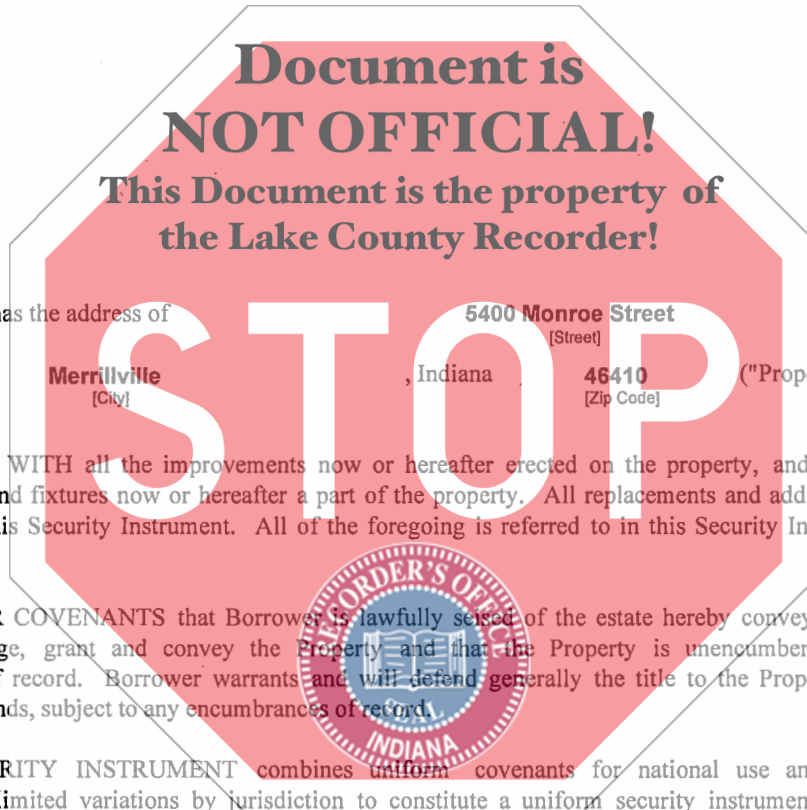 Document is
NOT OFFICIAL!
This Document is the property of
the Lake County Recorder!
as the address of 5400 Monroe Street
[Street]
Merrillville , Indiana 46410 ("Prop
[City] [Zip Code]
STOP
WITH all the improvements now or hereafter erected on the property, and
nd fixtures now or hereafter a part of the property. All replacements and add
is Security Instrument. All of the foregoing is referred to in this Security In
RECORDER'S OFFICE
R COVENANTS that Borrower is lawfully seised of the estate hereby convey
ge, grant and convey the Property and that the Property is unencumber
f record. Borrower warrants and will defend generally the title to the Prop
nds, subject to any encumbrances of record.
SEAL
INDIANA
RITY INSTRUMENT combines uniform covenants for national use an
limited variations by jurisdiction to constitute a uniform security instrumen